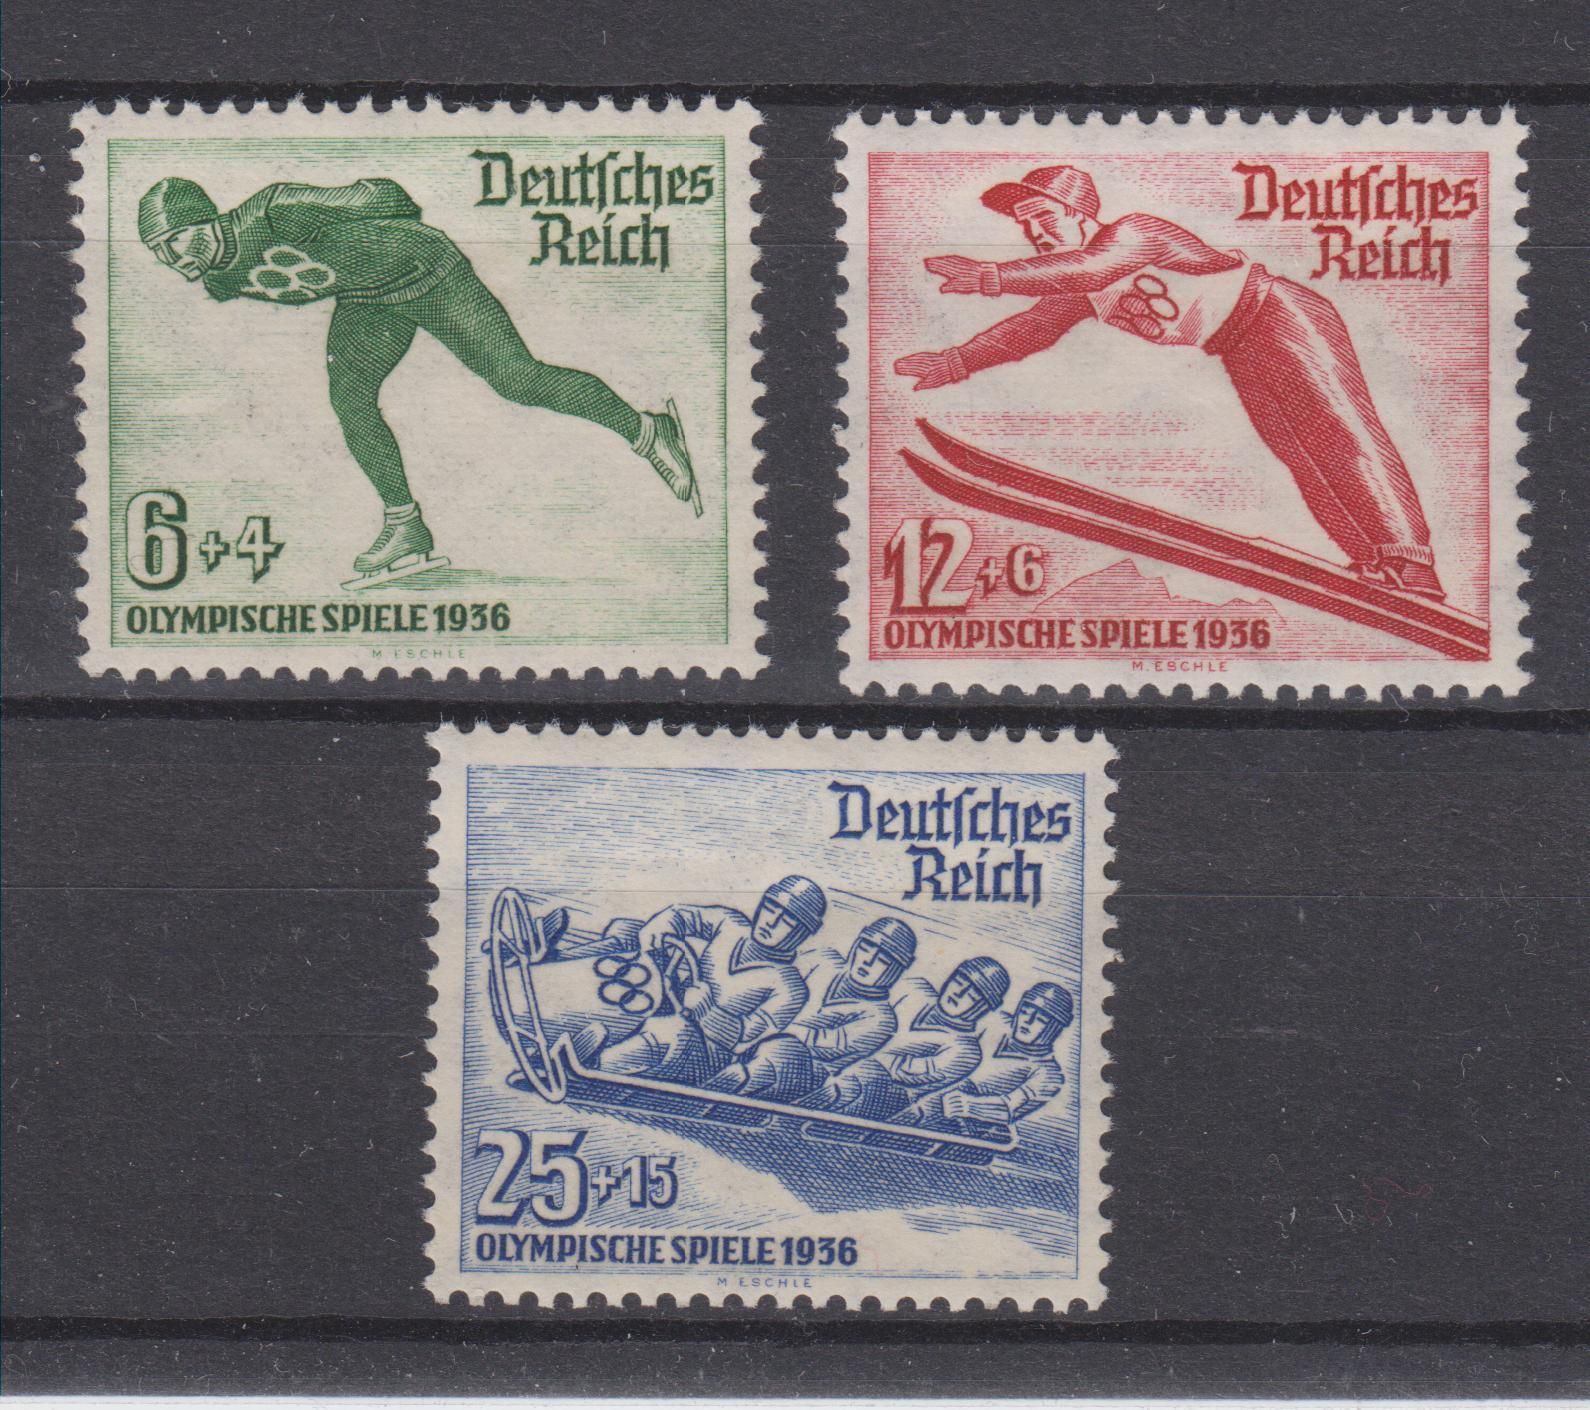 Deutſches
Reich
6+4
OLYMPISCHE SPIELE 1936
M. ESCHLE
Deutſches
Reich
12+6
OLYMPISCHE SPIELE 1936
M. ESCHLE
Deutſches
Reich
25+15
OLYMPISCHE SPIELE 1936
M ESCHLE